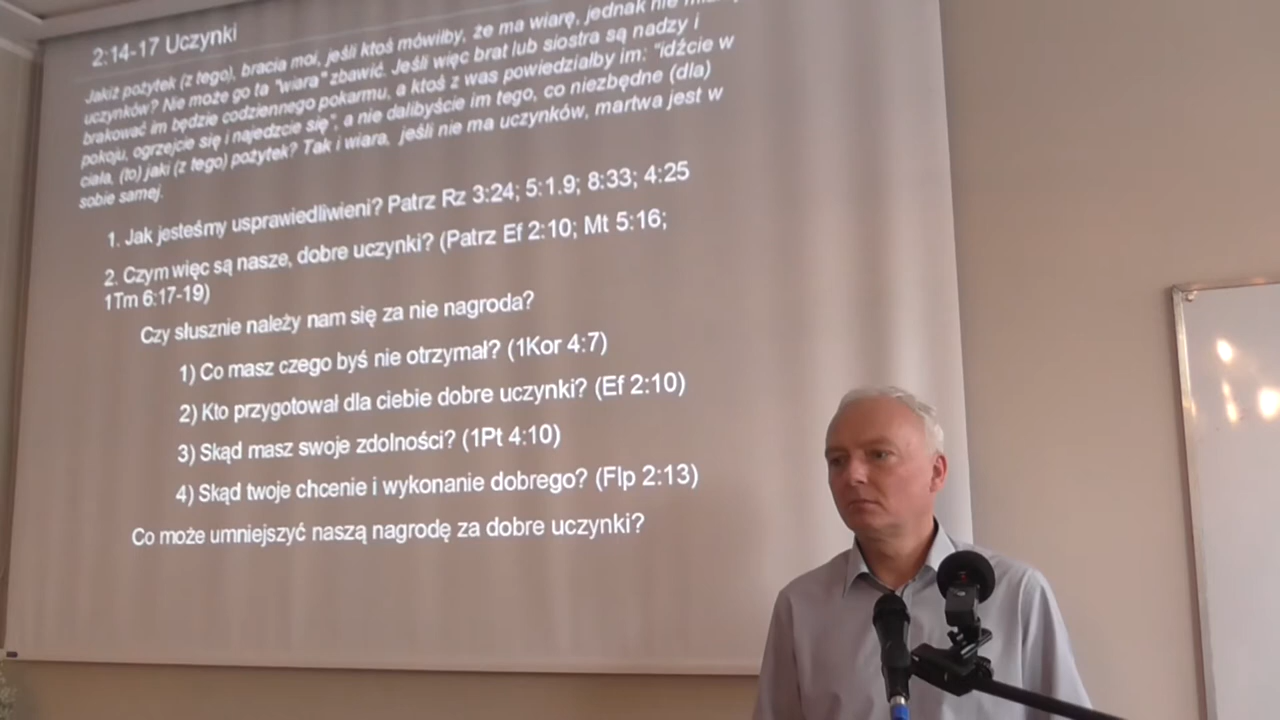 2:14-17 Uczynki
Jakiż pożytek (z tego), bracia moi, jeśli ktoś mówiłby, że ma wiarę, jednak nie
uczynków? Nie może go ta "wiara" zbawić. Jeśli więc brat lub siostra są nadzy i
brakować im będzie codziennego pokarmu, a ktoś z was powiedziałby im: "idźcie w
pokoju, ogrzejcie się i najedzcie się", a nie dalibyście im tego, co niezbędne (dla)
ciała, (to) jaki (z tego) pożytek? Tak i wiara, jeśli nie ma uczynków, martwa jest w
sobie samej.
1. Jak jesteśmy usprawiedliwieni? Patrz Rz 3:24; 5:1.9; 8:33; 4:25
2. Czym więc są nasze, dobre uczynki? (Patrz Ef 2:10; Mt 5:16;
1Tm 6:17-19)
Czy słusznie należy nam się za nie nagroda?
1) Co masz czego byś nie otrzymał? (1Kor 4:7)
2) Kto przygotował dla ciebie dobre uczynki? (Ef 2:10)
3) Skąd masz swoje zdolności? (1Pt 4:10)
4) Skąd twoje chcenie i wykonanie dobrego? (Flp 2:13)
Co może umniejszyć naszą nagrodę za dobre uczynki?